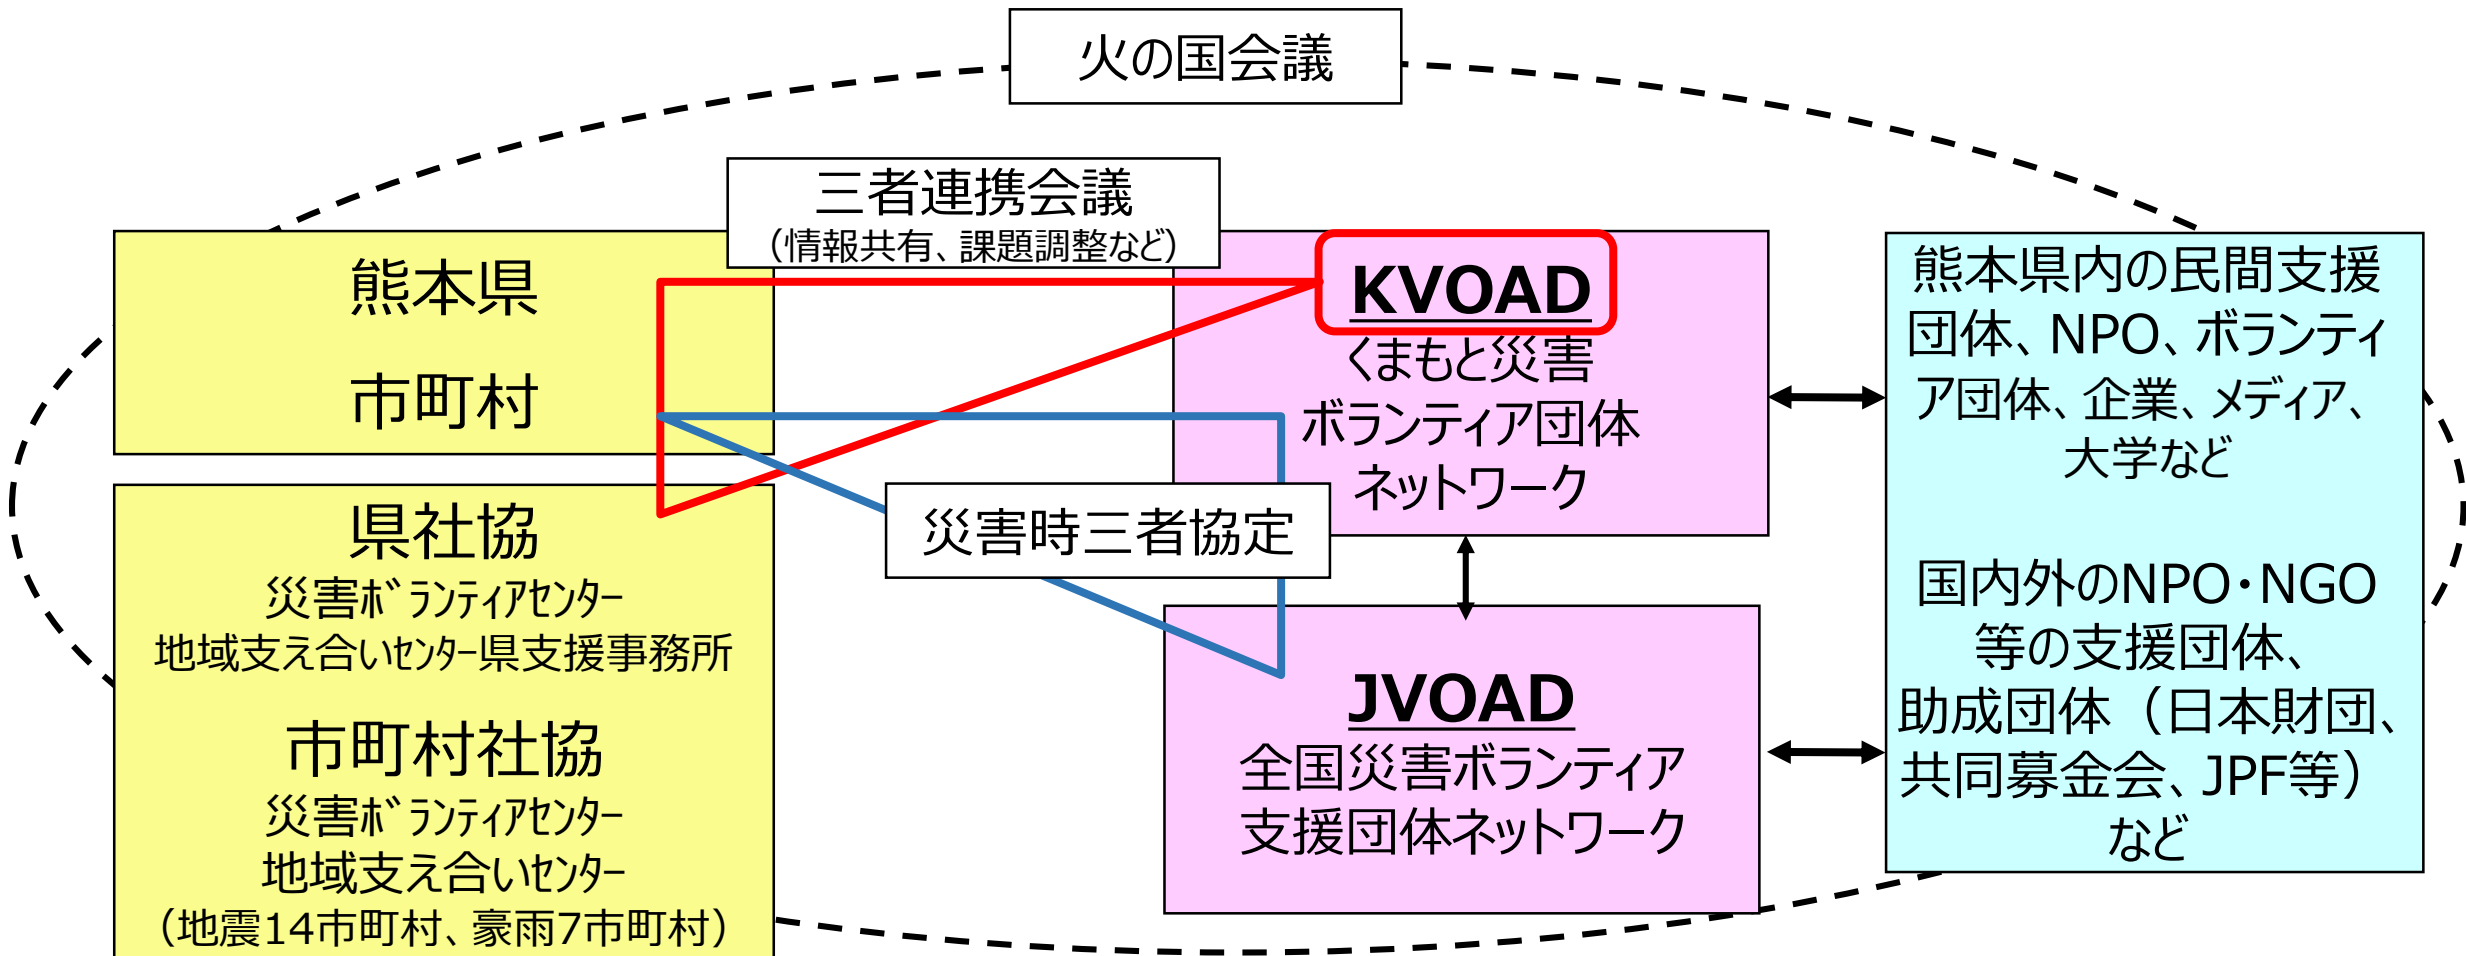 火の国会議
三者連携会議
（情報共有、課題調整など）
熊本県
市町村
県社協
災害ﾎﾞﾗﾝﾃｨｱｾﾝﾀｰ
地域支え合いｾﾝﾀｰ県支援事務所
市町村社協
災害ﾎﾞﾗﾝﾃｨｱｾﾝﾀｰ
地域支え合いｾﾝﾀｰ
（地震14市町村、豪雨7市町村）
KVOAD
くまもと災害
ボランティア団体
ネットワーク
災害時三者協定
JVOAD
全国災害ボランティア
支援団体ネットワーク
熊本県内の民間支援
団体、NPO、ボランティ
ア団体、企業、メディア、
大学など
国内外のNPO・NGO
等の支援団体、
助成団体（日本財団、
共同募金会、JPF等）
など